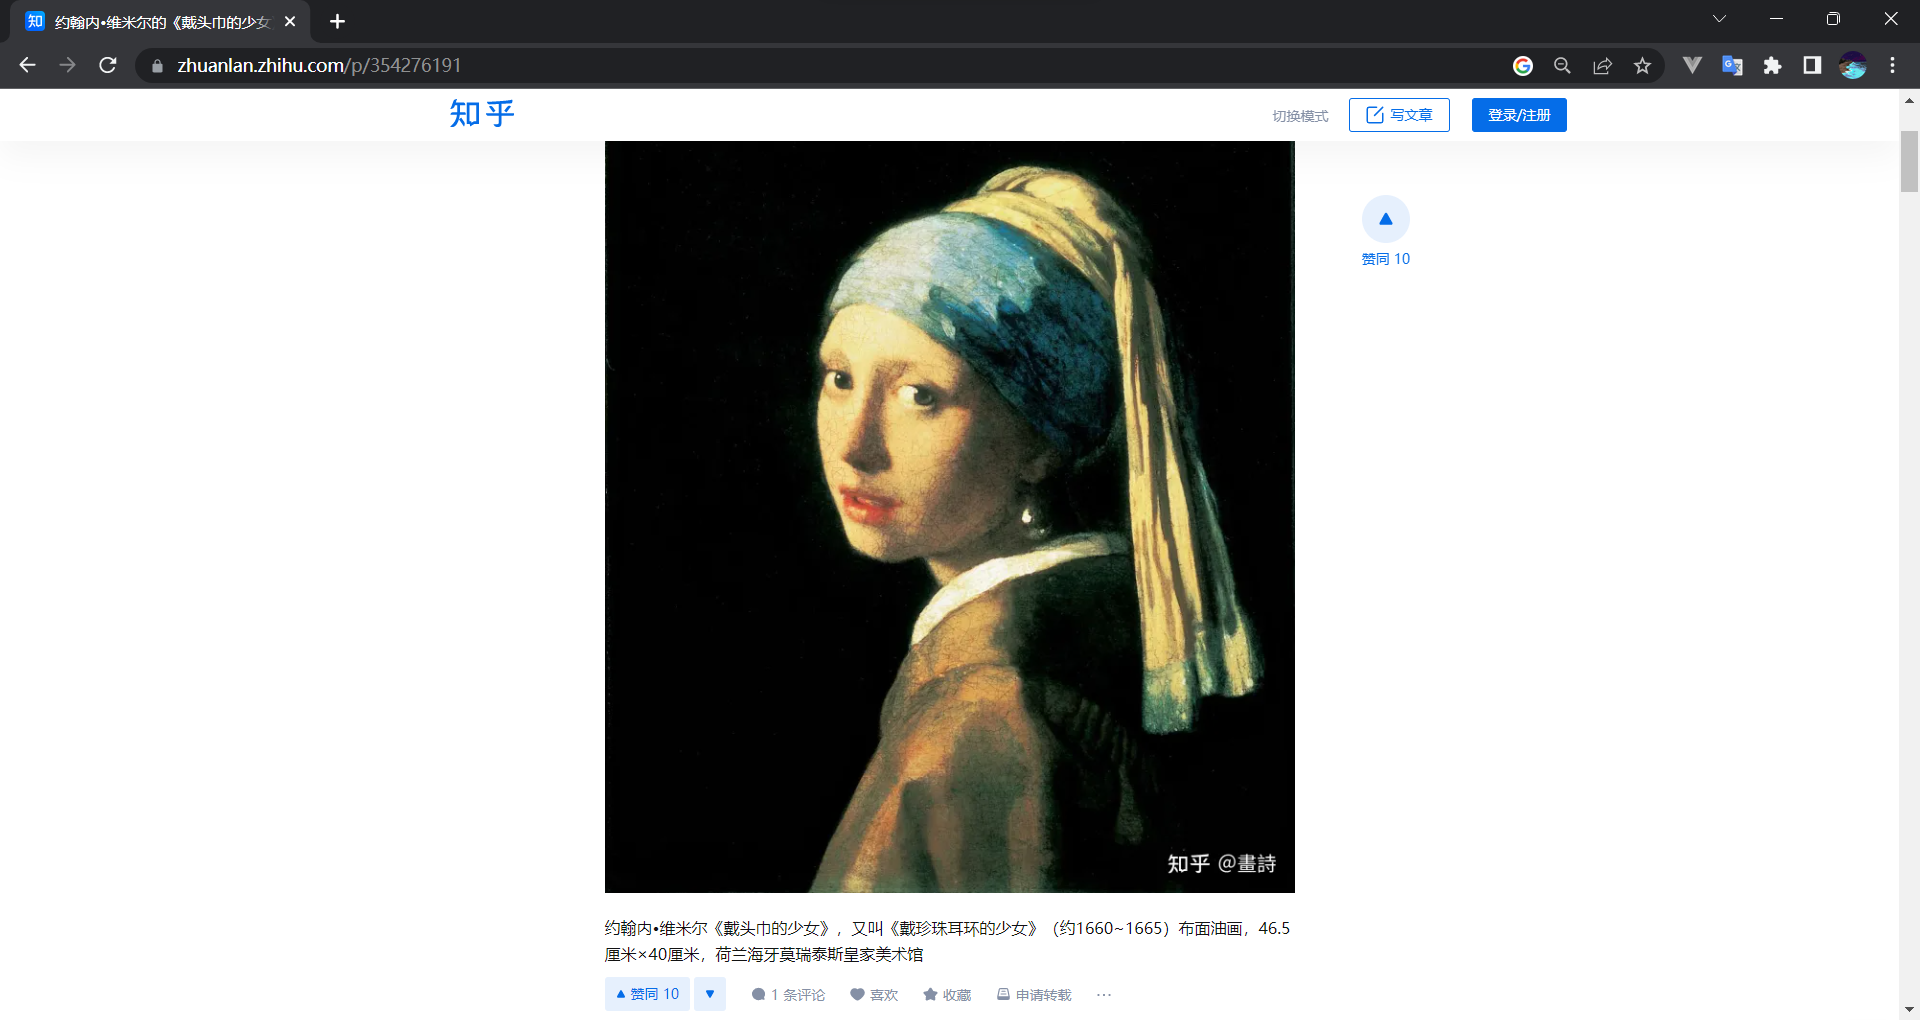 约翰内•维米尔的《戴头巾的少女
zhuanlan.zhihu.com/p/354276191
知乎
切换模式
写文章
登录/注册
赞同 10
知乎 @畫詩
约翰内•维米尔《戴头巾的少女》，又叫《戴珍珠耳环的少女》（约1660~1665）布面油画，46.5
厘米×40厘米，荷兰海牙莫瑞泰斯皇家美术馆
赞同 10
1 条评论
喜欢
收藏
申请转载